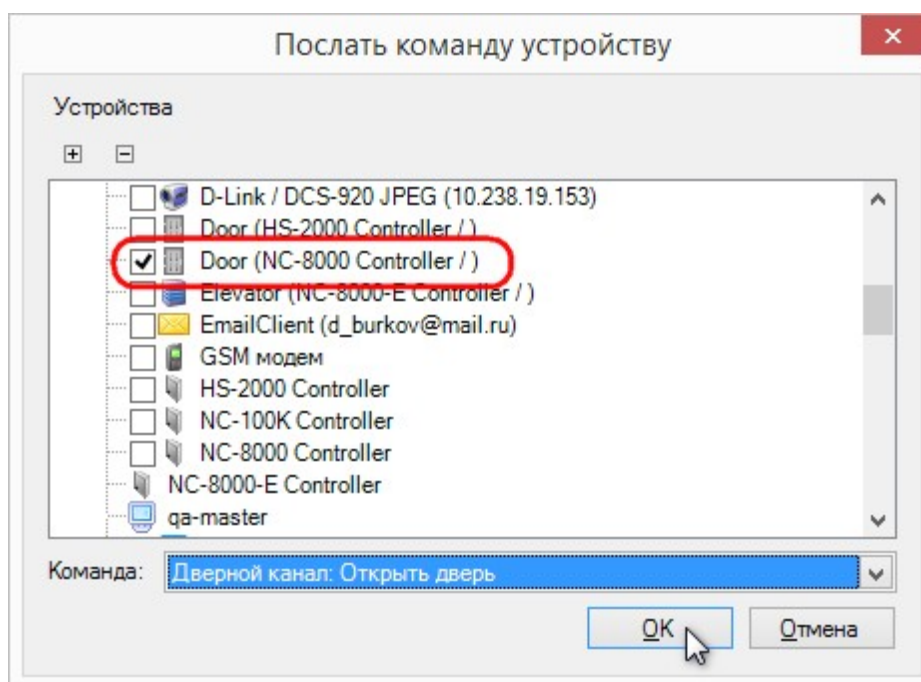 Послать команду устройству
Устройства
D-Link / DCS-920 JPEG (10.238.19.153)
Door (HS-2000 Controller / )
Door (NC-8000 Controller / )
Elevator (NC-8000-E Controller / )
EmailClient (d_burkov@mail.ru)
GSM модем
HS-2000 Controller
NC-100K Controller
NC-8000 Controller
NC-8000-E Controller
qa-master
Команда: Дверной канал: Открыть дверь
OK Отмена